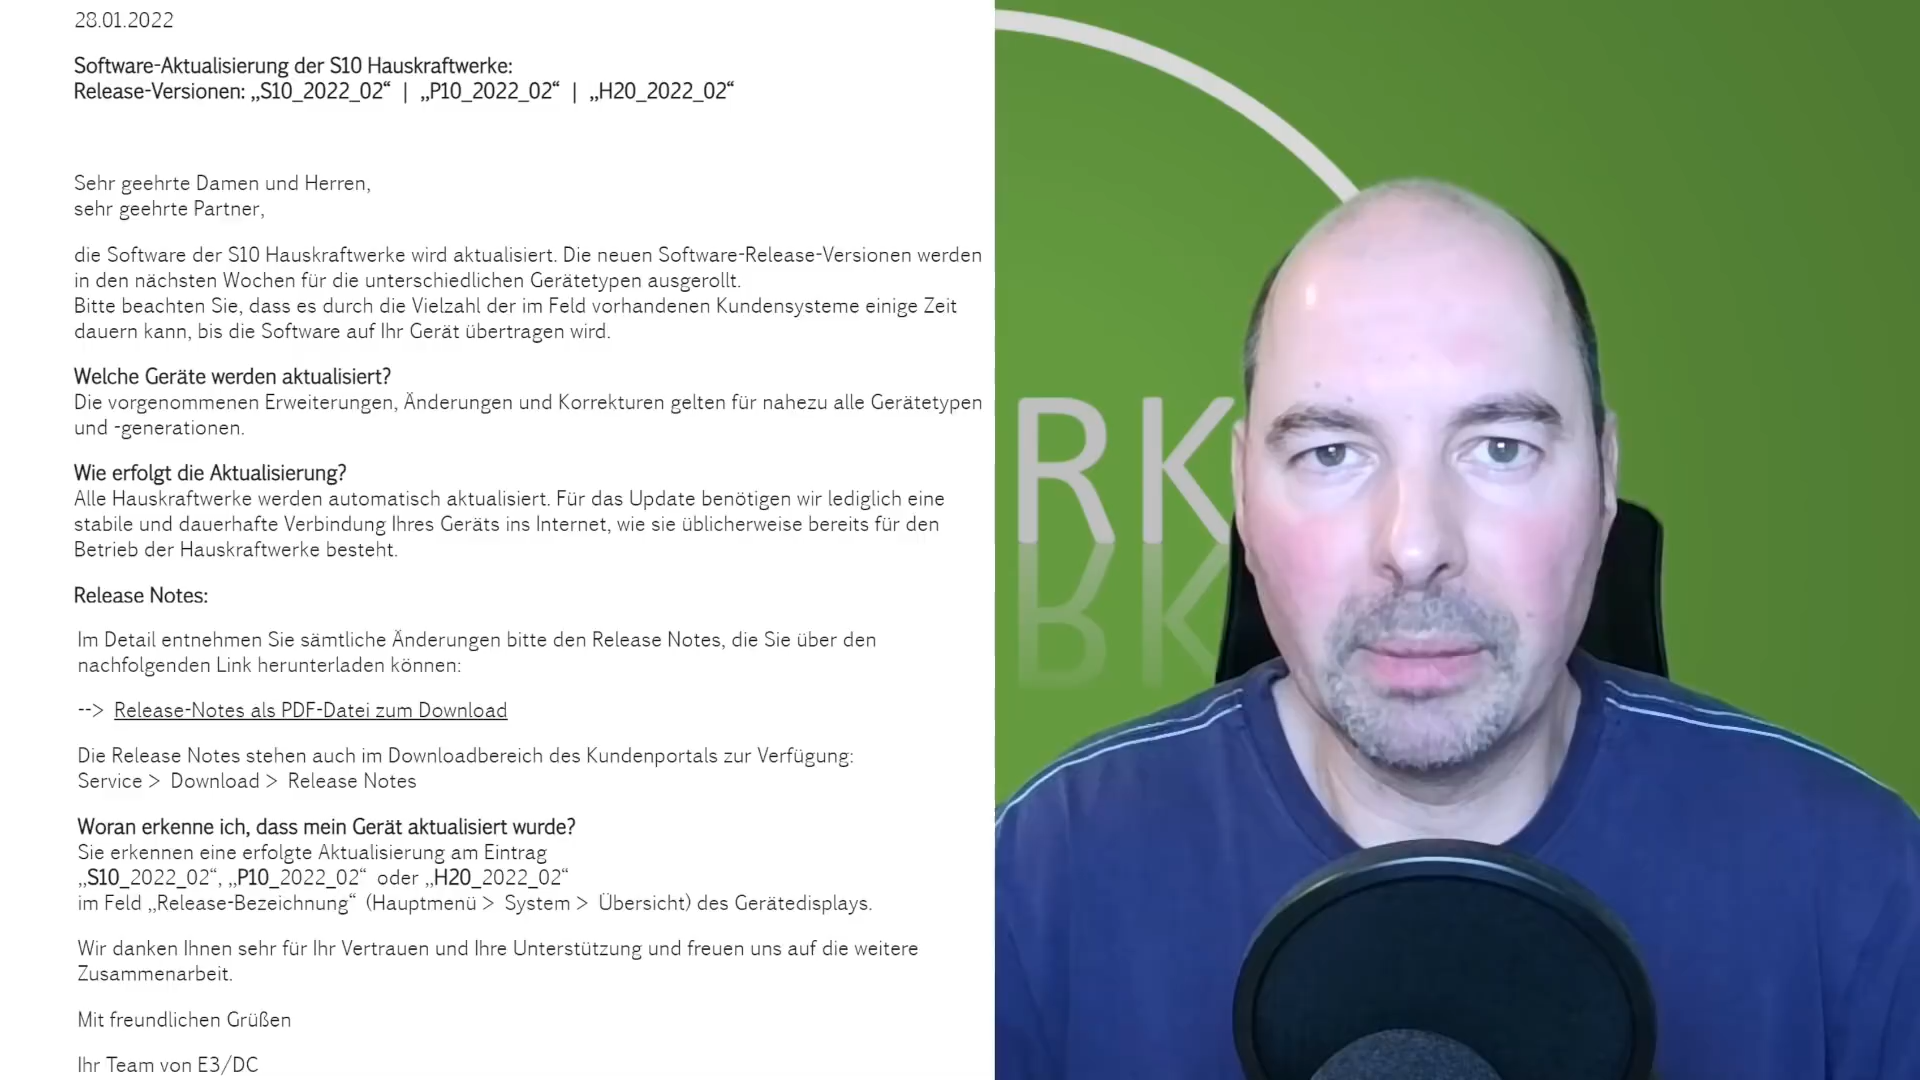 28.01.2022
Software-Aktualisierung der S10 Hauskraftwerke:
Release-Versionen: „S10_2022_02“ | „P10_2022_02“ | „H20_2022_02“
Sehr geehrte Damen und Herren,
sehr geehrte Partner,
die Software der S10 Hauskraftwerke wird aktualisiert. Die neuen Software-Release-Versionen werden
in den nächsten Wochen für die unterschiedlichen Gerätetypen ausgerollt.
Bitte beachten Sie, dass es durch die Vielzahl der im Feld vorhandenen Kundensysteme einige Zeit
dauern kann, bis die Software auf Ihr Gerät übertragen wird.
Welche Geräte werden aktualisiert?
Die vorgenommenen Erweiterungen, Änderungen und Korrekturen gelten für nahezu alle Gerätetypen
und -generationen.
Wie erfolgt die Aktualisierung?
Alle Hauskraftwerke werden automatisch aktualisiert. Für das Update benötigen wir lediglich eine
stabile und dauerhafte Verbindung Ihres Geräts ins Internet, wie sie üblicherweise bereits für den
Betrieb der Hauskraftwerke besteht.
Release Notes:
Im Detail entnehmen Sie sämtliche Änderungen bitte den Release Notes, die Sie über den
nachfolgenden Link herunterladen können:
--> Release-Notes als PDF-Datei zum Download
Die Release Notes stehen auch im Downloadbereich des Kundenportals zur Verfügung:
Service > Download > Release Notes
Woran erkenne ich, dass mein Gerät aktualisiert wurde?
Sie erkennen eine erfolgte Aktualisierung am Eintrag
„S10_2022_02“, „P10_2022_02“ oder „H20_2022_02“
im Feld „Release-Bezeichnung“ (Hauptmenü > System > Übersicht) des Gerätedisplays.
Wir danken Ihnen sehr für Ihr Vertrauen und Ihre Unterstützung und freuen uns auf die weitere
Zusammenarbeit.
Mit freundlichen Grüßen
Ihr Team von E3/DC
RK